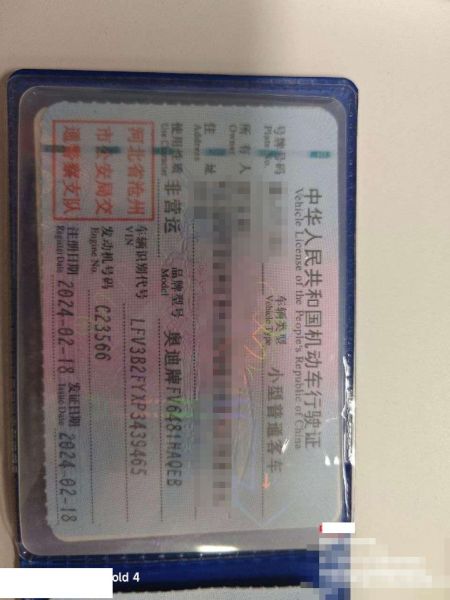 中华人民共和国机动车行驶证
Vehicle License of the People's Republic of China
号牌号码
Plate No.
车辆类型 小型普通客车
Vehicle Type
所有人
Owner
住址
Address
使用性质 非营运
Use Character
品牌型号 奥迪牌FV6481HAQEB
Model
河北省沧州
市公安局交
通警察支队
车辆识别代号 LFV3B2FYXP3439465
VIN
发动机号码 C23566
Engine No.
注册日期 2024-02-18
Register Date
发证日期 2024-02-18
Issue Date
old 4